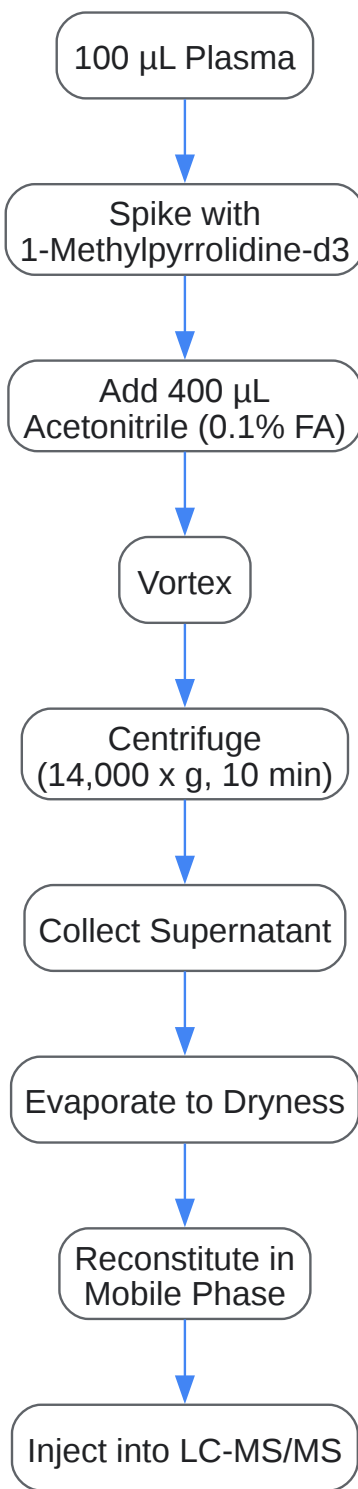 100 µL Plasma
Spike with
1-Methylpyrrolidine-d3
Add 400 µL
Acetonitrile (0.1% FA)
Vortex
Centrifuge
(14,000 x g, 10 min)
Collect Supernatant
Evaporate to Dryness
Reconstitute in
Mobile Phase
Inject into LC-MS/MS